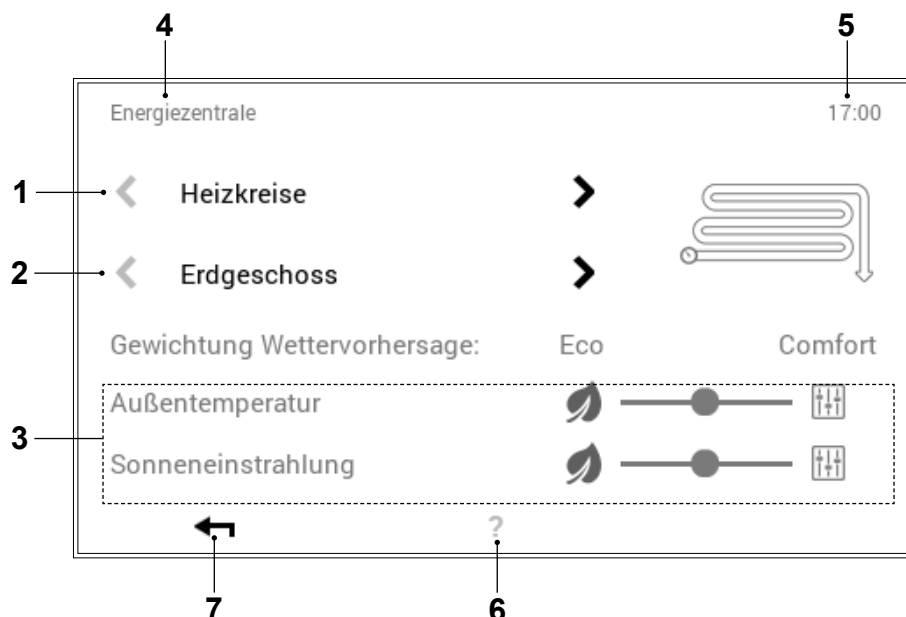 4 5
Energiezentrale 17:00
1 Heizkreise
2 Erdgeschoss
Gewichtung Wettervorhersage: Eco Comfort
Außentemperatur
3
Sonneneinstrahlung
?
7 6